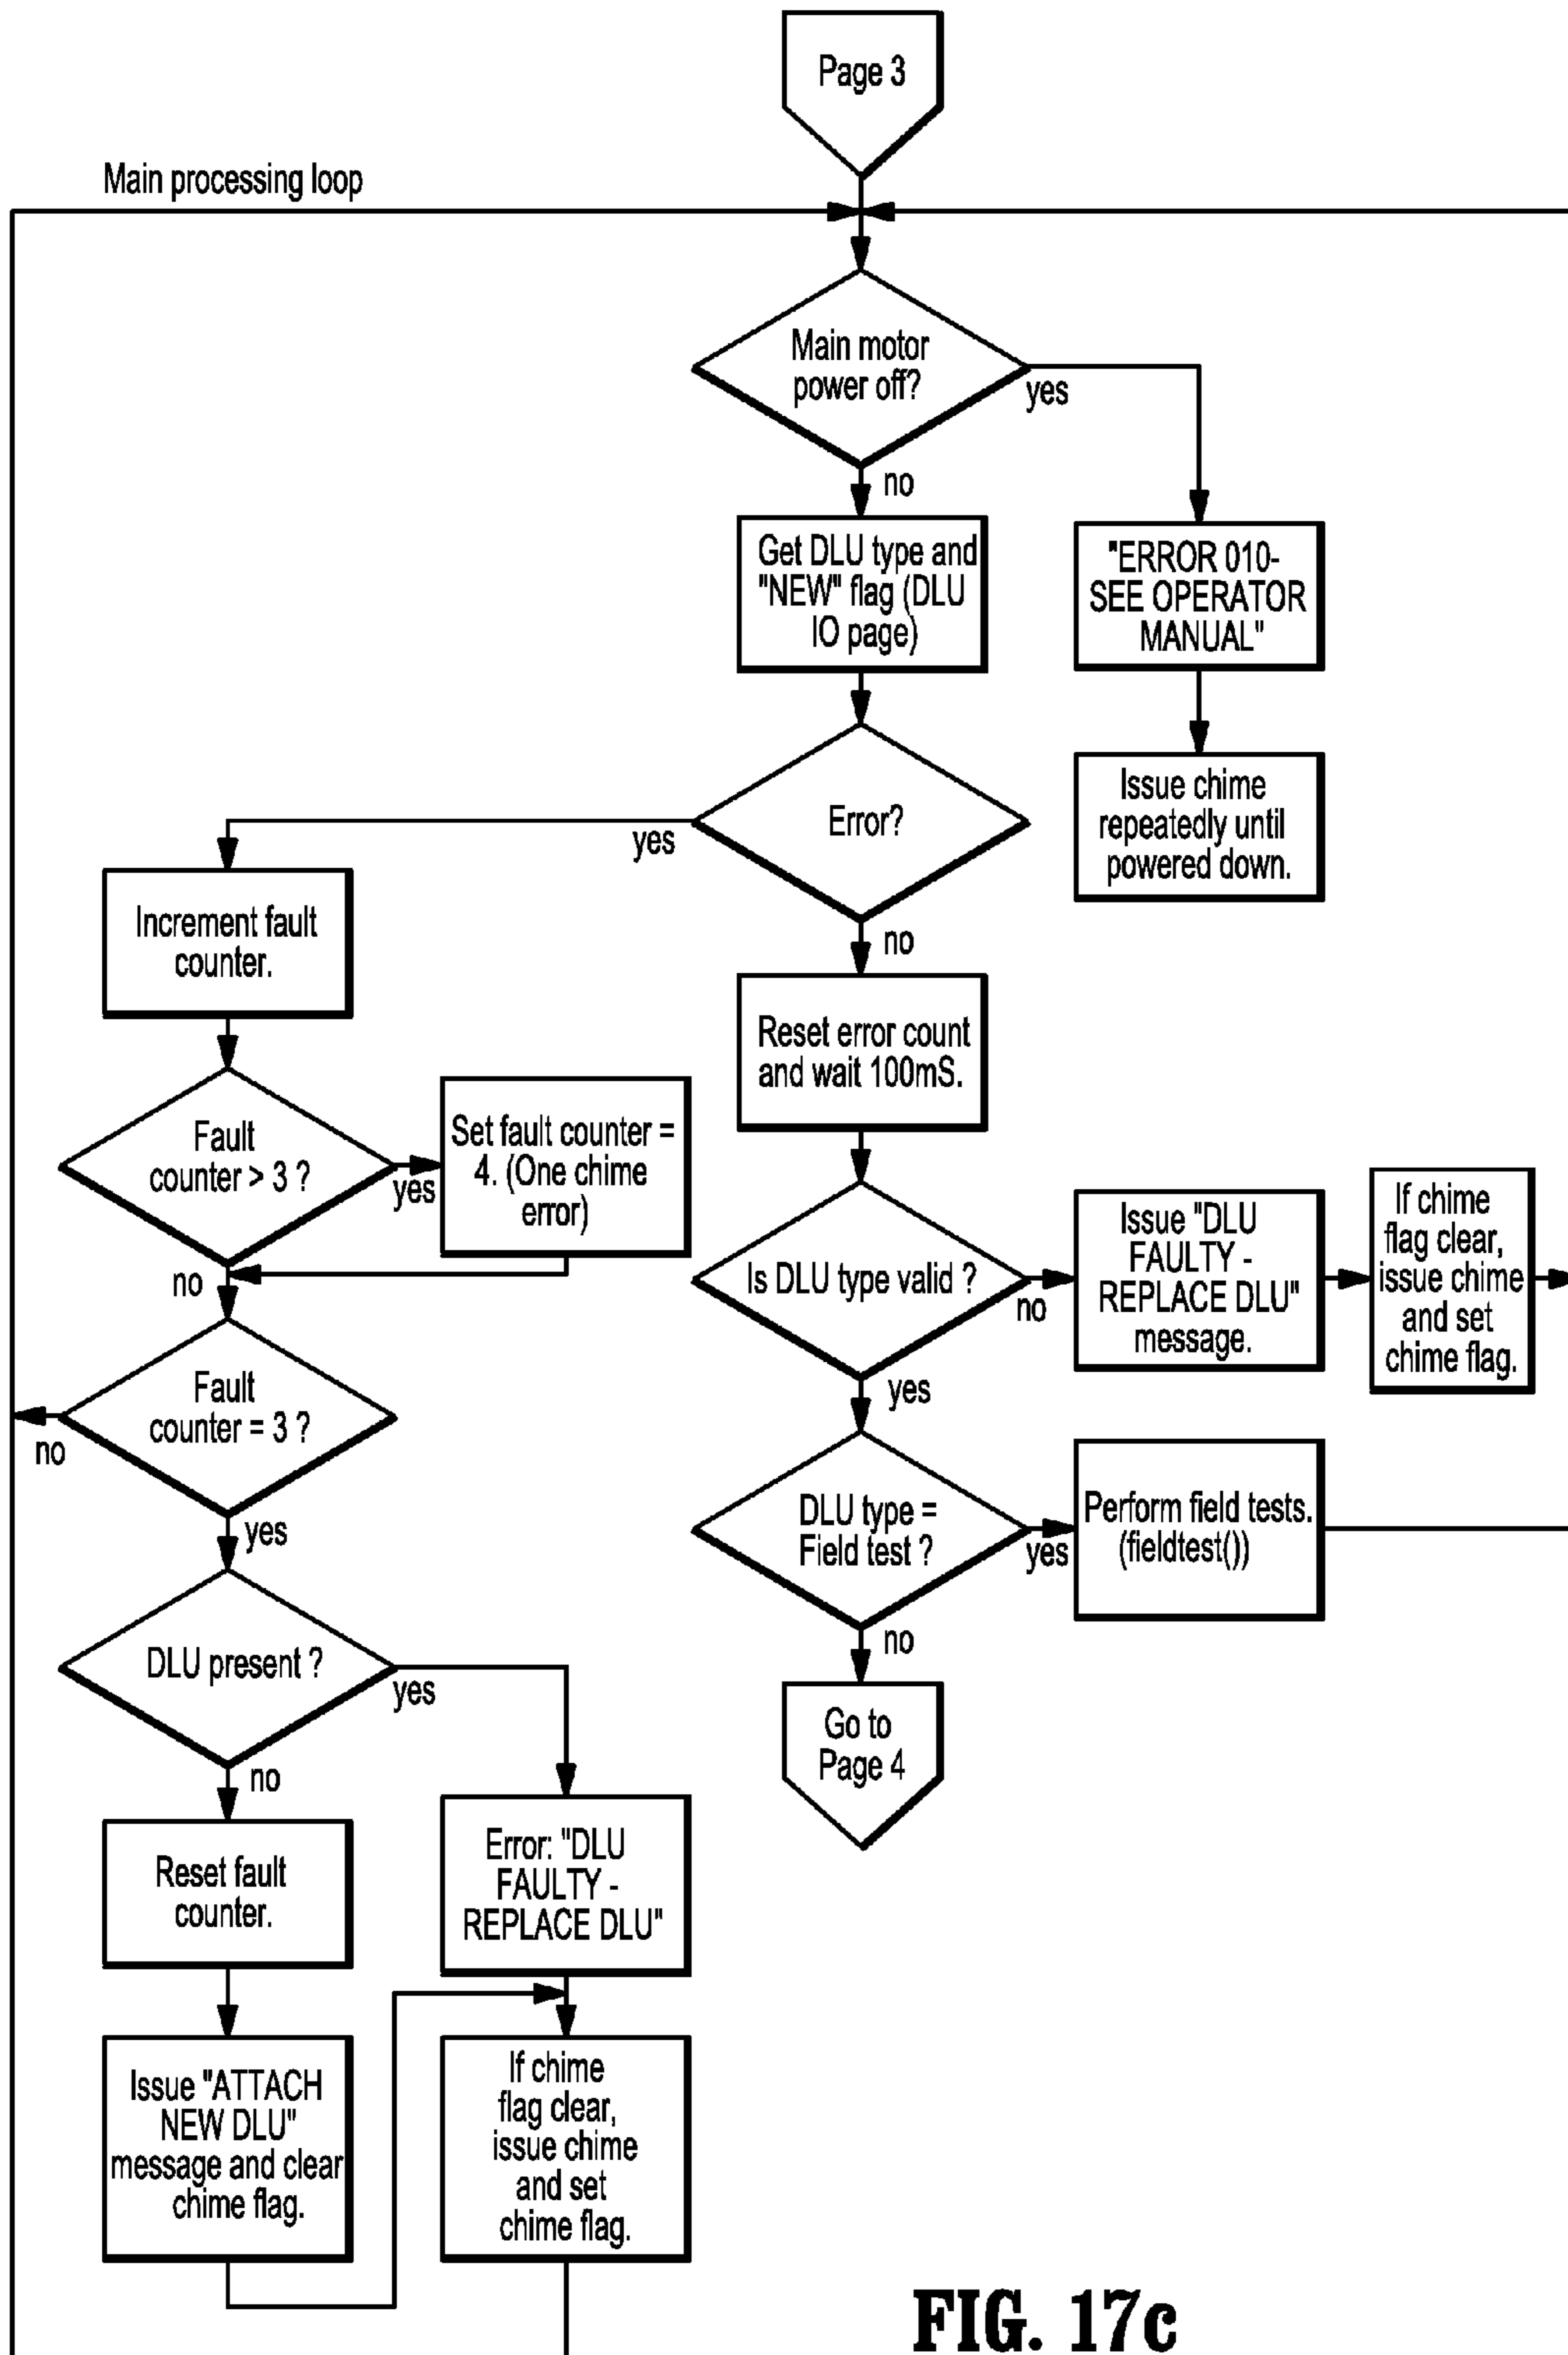 Page 3
Main processing loop
Main motor
power off?
yes
no
Get DLU type and
"NEW" flag (DLU
IO page)
"ERROR 010-
SEE OPERATOR
MANUAL"
Issue chime
repeatedly until
powered down.
Error?
yes
no
Increment fault
counter.
Reset error count
and wait 100mS.
Fault
counter > 3 ?
yes
Set fault counter =
4. (One chime
error)
no
Is DLU type valid ?
no
Issue "DLU
FAULTY -
REPLACE DLU"
message.
If chime
flag clear,
issue chime
and set
chime flag.
yes
Fault
counter = 3 ?
no
yes
DLU type =
Field test ?
yes
Perform field tests.
(fieldtest())
no
Go to
Page 4
DLU present ?
yes
no
Reset fault
counter.
Error: "DLU
FAULTY -
REPLACE DLU"
Issue "ATTACH
NEW DLU"
message and clear
chime flag.
If chime
flag clear,
issue chime
and set
chime flag.
FIG. 17c